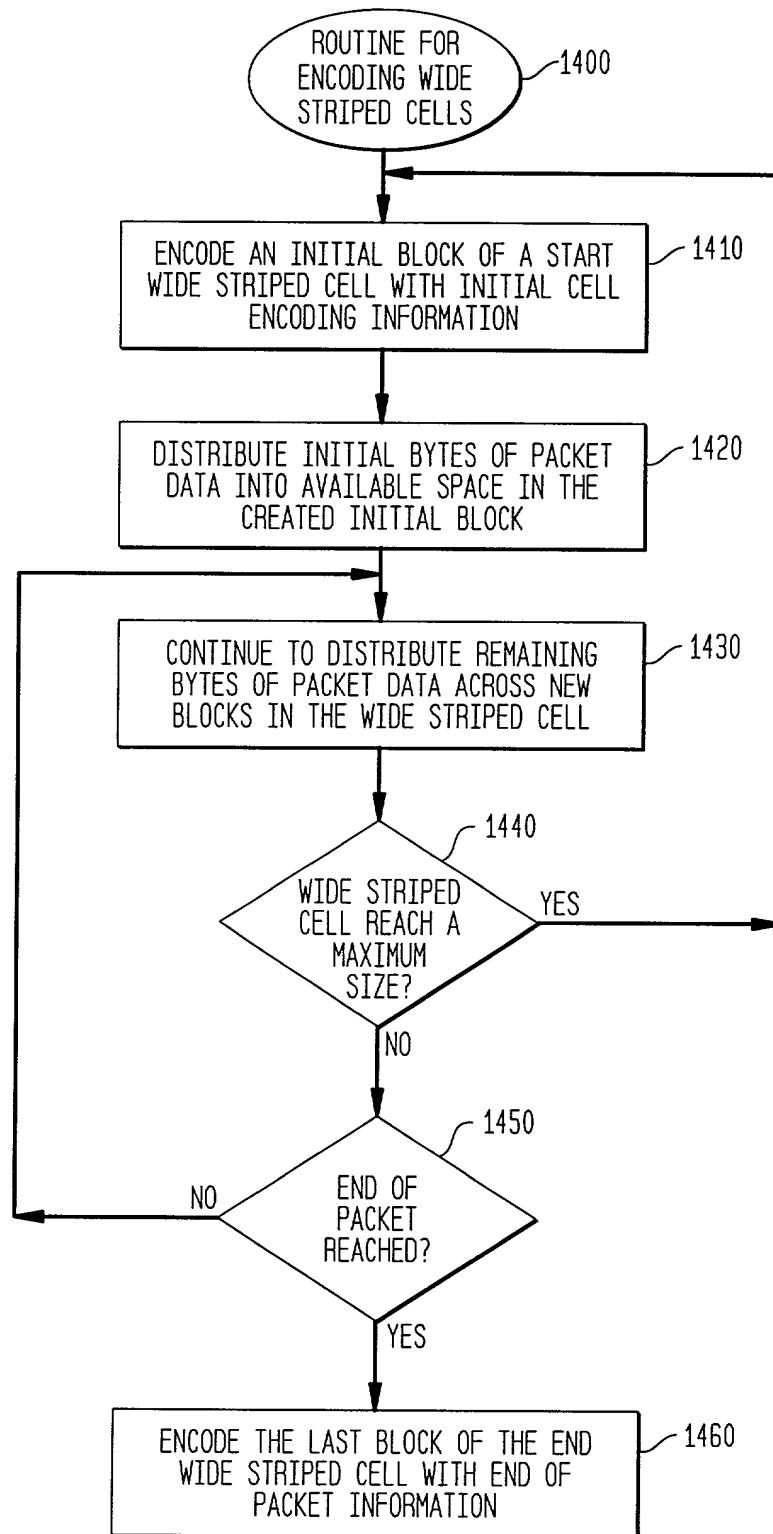 ROUTINE FOR
ENCODING WIDE
STRIPED CELLS
1400
ENCODE AN INITIAL BLOCK OF A START
WIDE STRIPED CELL WITH INITIAL CELL
ENCODING INFORMATION
1410
DISTRIBUTE INITIAL BYTES OF PACKET
DATA INTO AVAILABLE SPACE IN THE
CREATED INITIAL BLOCK
1420
CONTINUE TO DISTRIBUTE REMAINING
BYTES OF PACKET DATA ACROSS NEW
BLOCKS IN THE WIDE STRIPED CELL
1430
1440
WIDE STRIPED
CELL REACH A
MAXIMUM
SIZE?
YES
NO
1450
END OF
PACKET
REACHED?
NO
YES
ENCODE THE LAST BLOCK OF THE END
WIDE STRIPED CELL WITH END OF
PACKET INFORMATION
1460